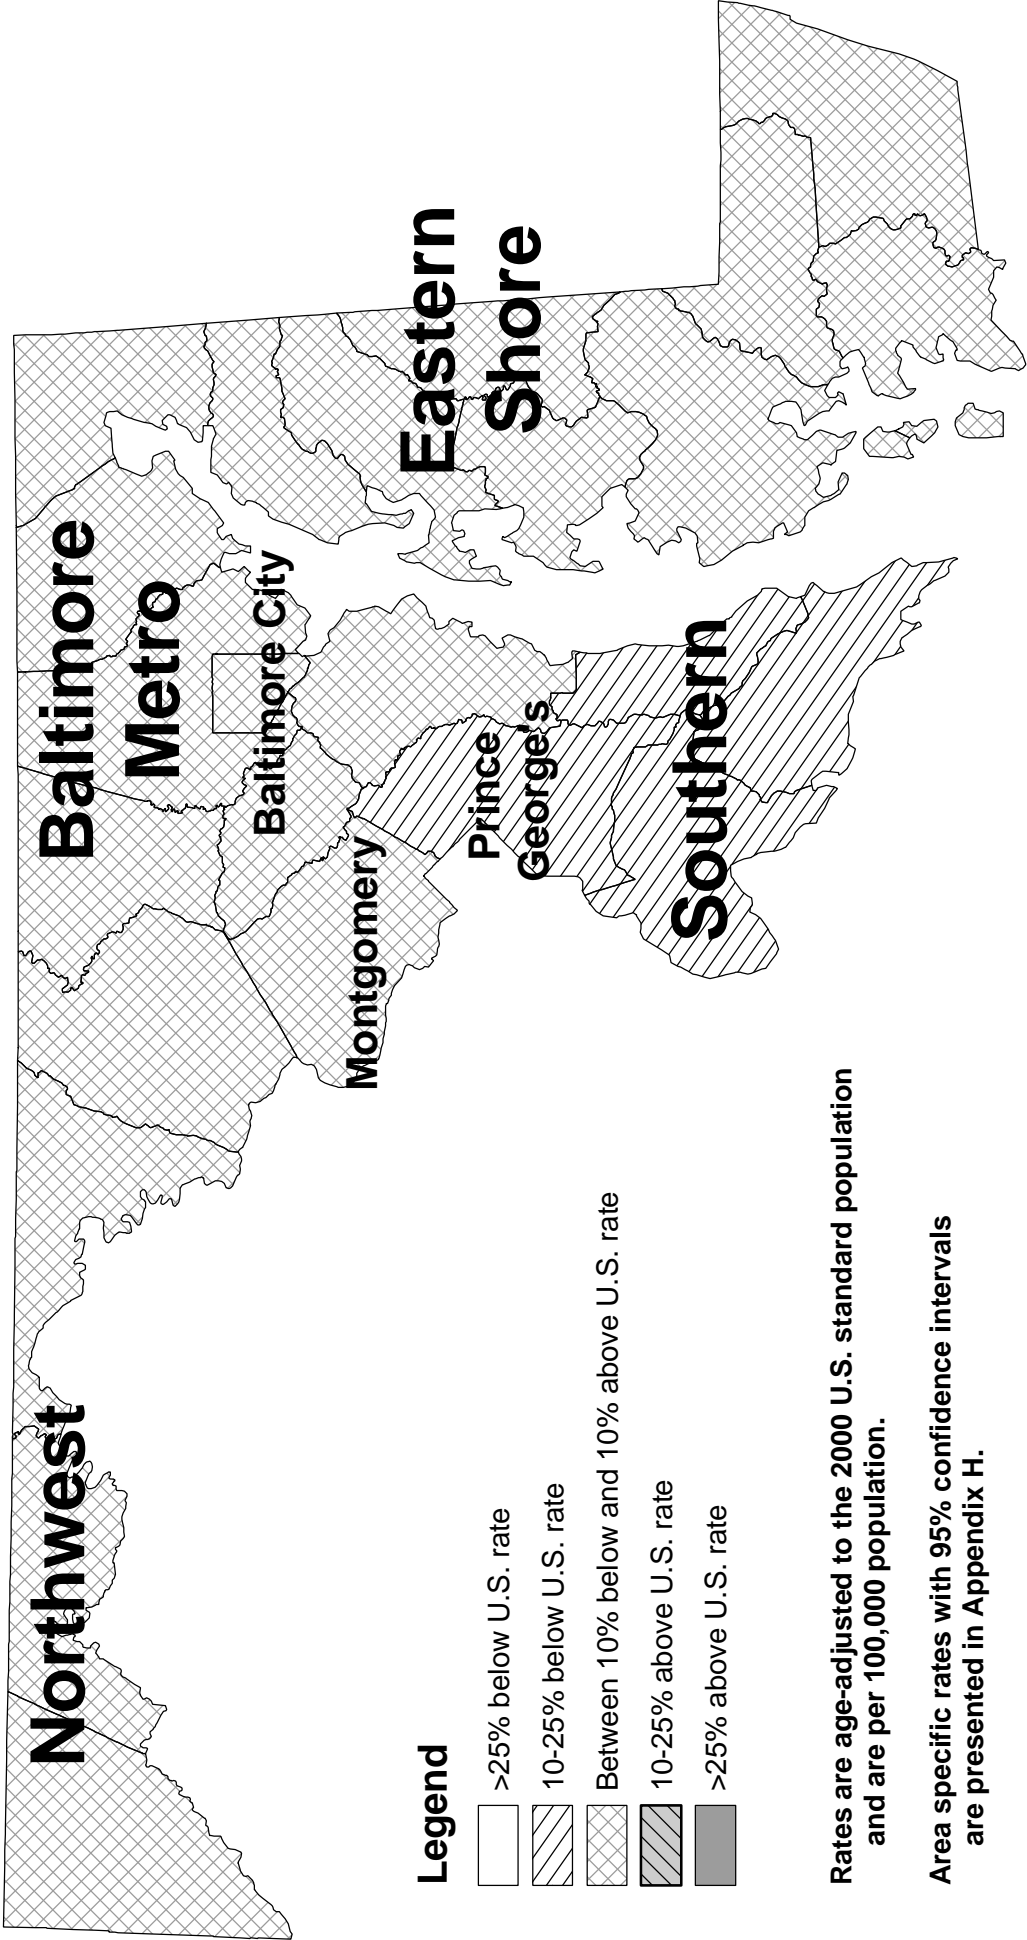 Northwest
Baltimore
Metro
Baltimore City
Montgomery
Prince
George's
Eastern
Shore
Southern
Legend
>25% below U.S. rate
10-25% below U.S. rate
Between 10% below and 10% above U.S. rate
10-25% above U.S. rate
>25% above U.S. rate
Rates are age-adjusted to the 2000 U.S. standard population
and are per 100,000 population.
Area specific rates with 95% confidence intervals
are presented in Appendix H.